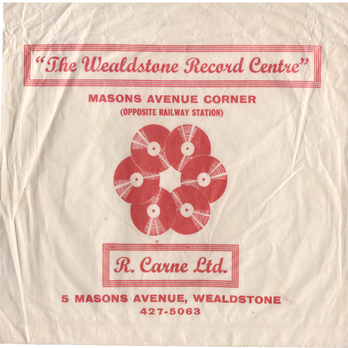 "The Wealdstone Record Centre"
MASONS AVENUE CORNER
(OPPOSITE RAILWAY STATION)
R. Carne Ltd.
5 MASONS AVENUE, WEALDSTONE
427-5063